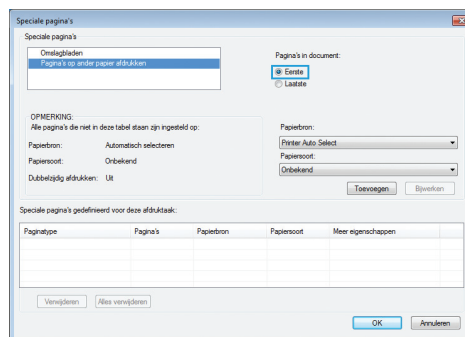 Speciale pagina's
Speciale pagina's
Omslagbladen
Pagina's op ander papier afdrukken
Pagina's in document:
Eerste
Laatste
OPMERKING:
Alle pagina's die niet in deze tabel staan zijn ingesteld op:
Papierbron: Automatisch selecteren
Papiersoort: Onbekend
Dubbelzijdig afdrukken: Uit
Papierbron:
Printer Auto Select
Papiersoort:
Onbekend
Toevoegen Bijwerken
Speciale pagina's gedefinieerd voor deze afdruktaak:
Paginatype Pagina's Papierbron Papiersoort Meer eigenschappen
Verwijderen Alles verwijderen
OK Annuleren